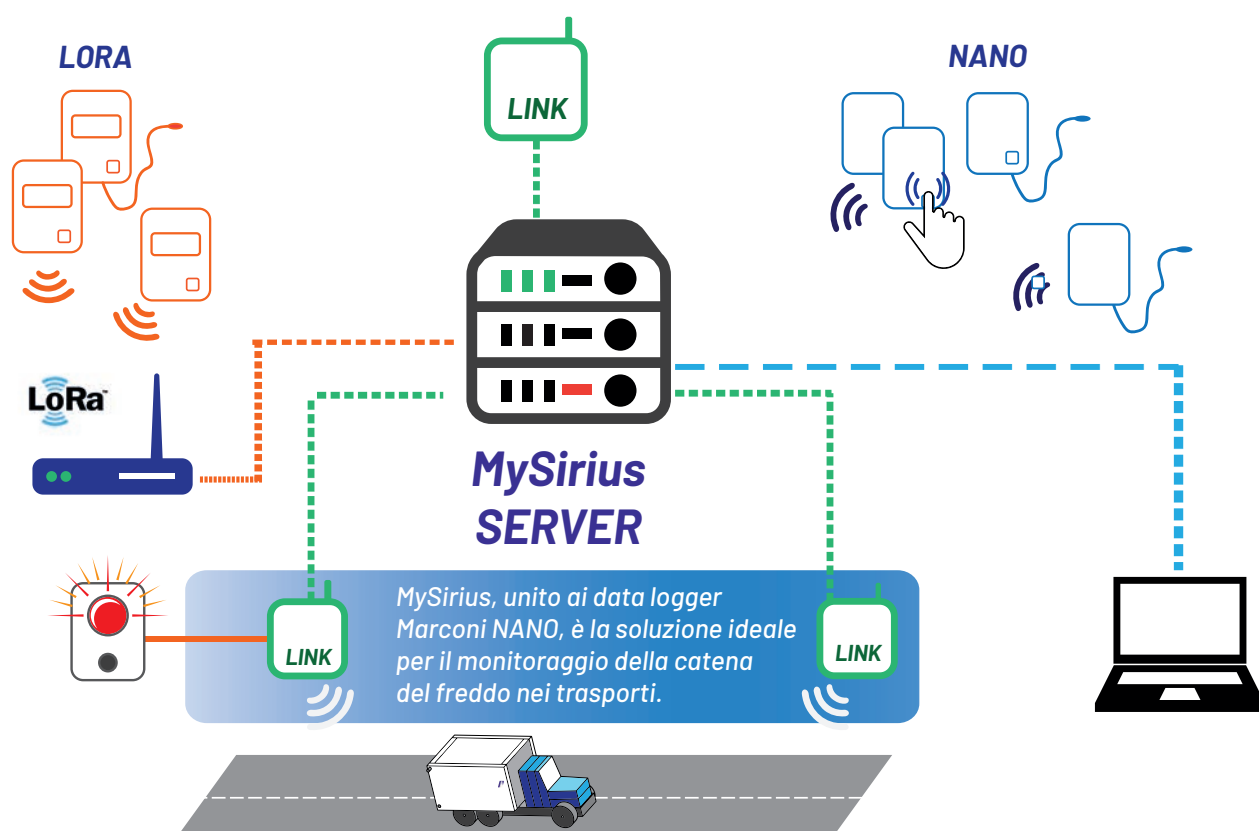 LORA
LINK
NANO
LoRa™
MySirius
SERVER
LINK
MySirius, unito ai data logger
Marconi NANO, è la soluzione ideale
per il monitoraggio della catena
del freddo nei trasporti.
LINK